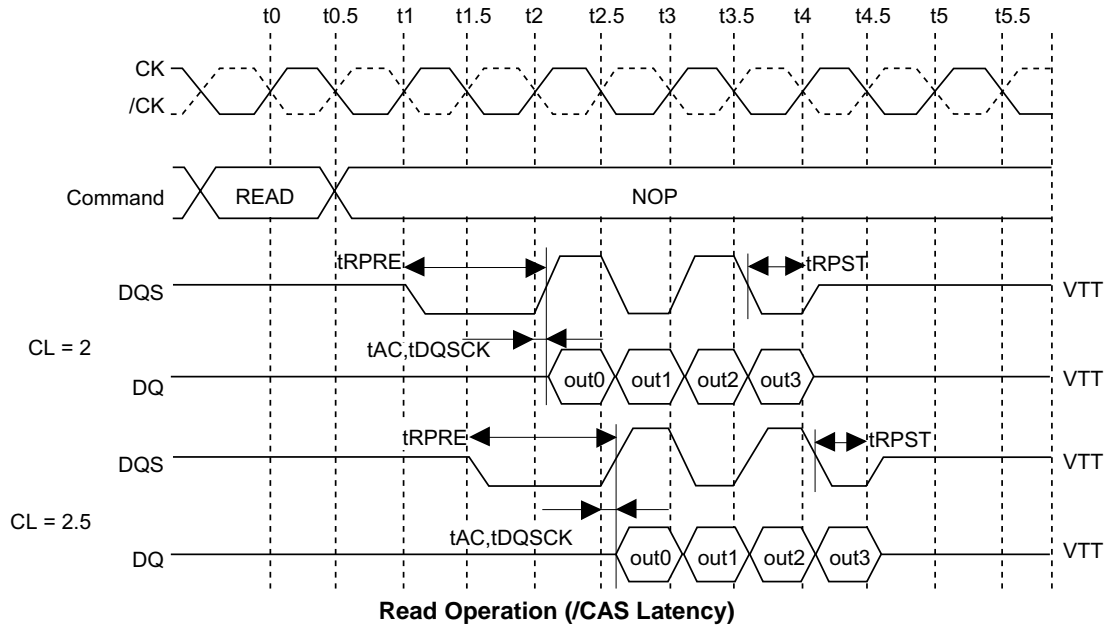 t0 t0.5 t1 t1.5 t2 t2.5 t3 t3.5 t4 t4.5 t5 t5.5
CK
/CK
Command READ NOP
tRPRE tRPST
DQS VTT
CL = 2
tAC,tDQSCK
DQ out0 out1 out2 out3 VTT
tRPRE tRPST
DQS VTT
CL = 2.5
tAC,tDQSCK
DQ out0 out1 out2 out3 VTT
Read Operation (/CAS Latency)